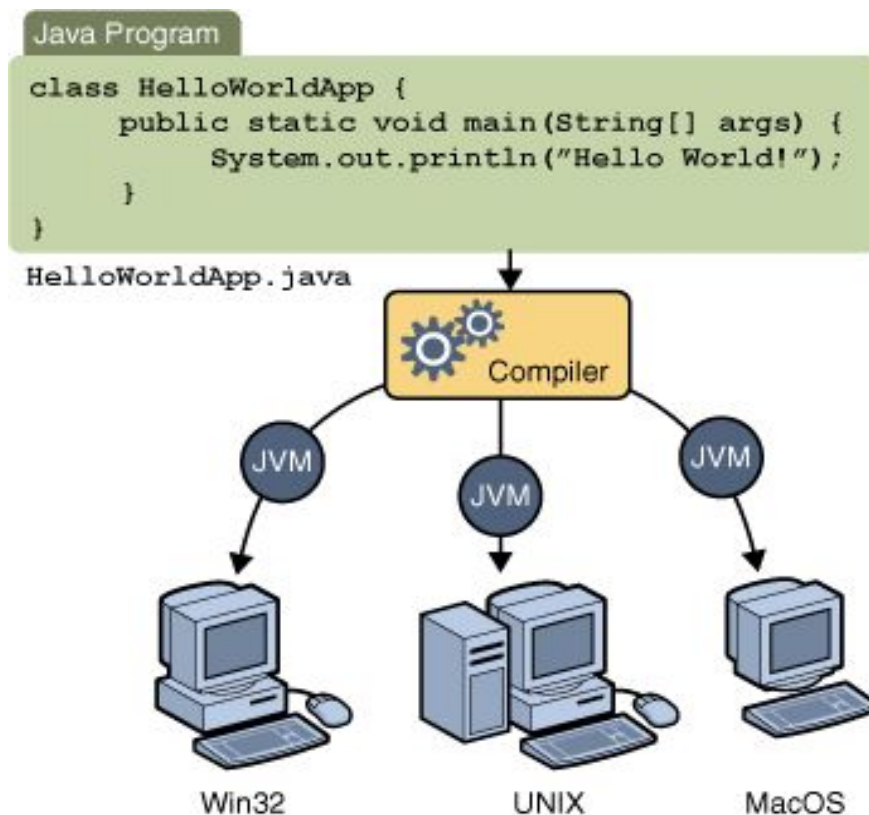 Java Program
class HelloWorldApp {
public static void main(String[] args) {
System.out.println(”Hello World!”);
}
}
HelloWorldApp.java
Compiler
JVM
JVM
JVM
Win32
UNIX
MacOS